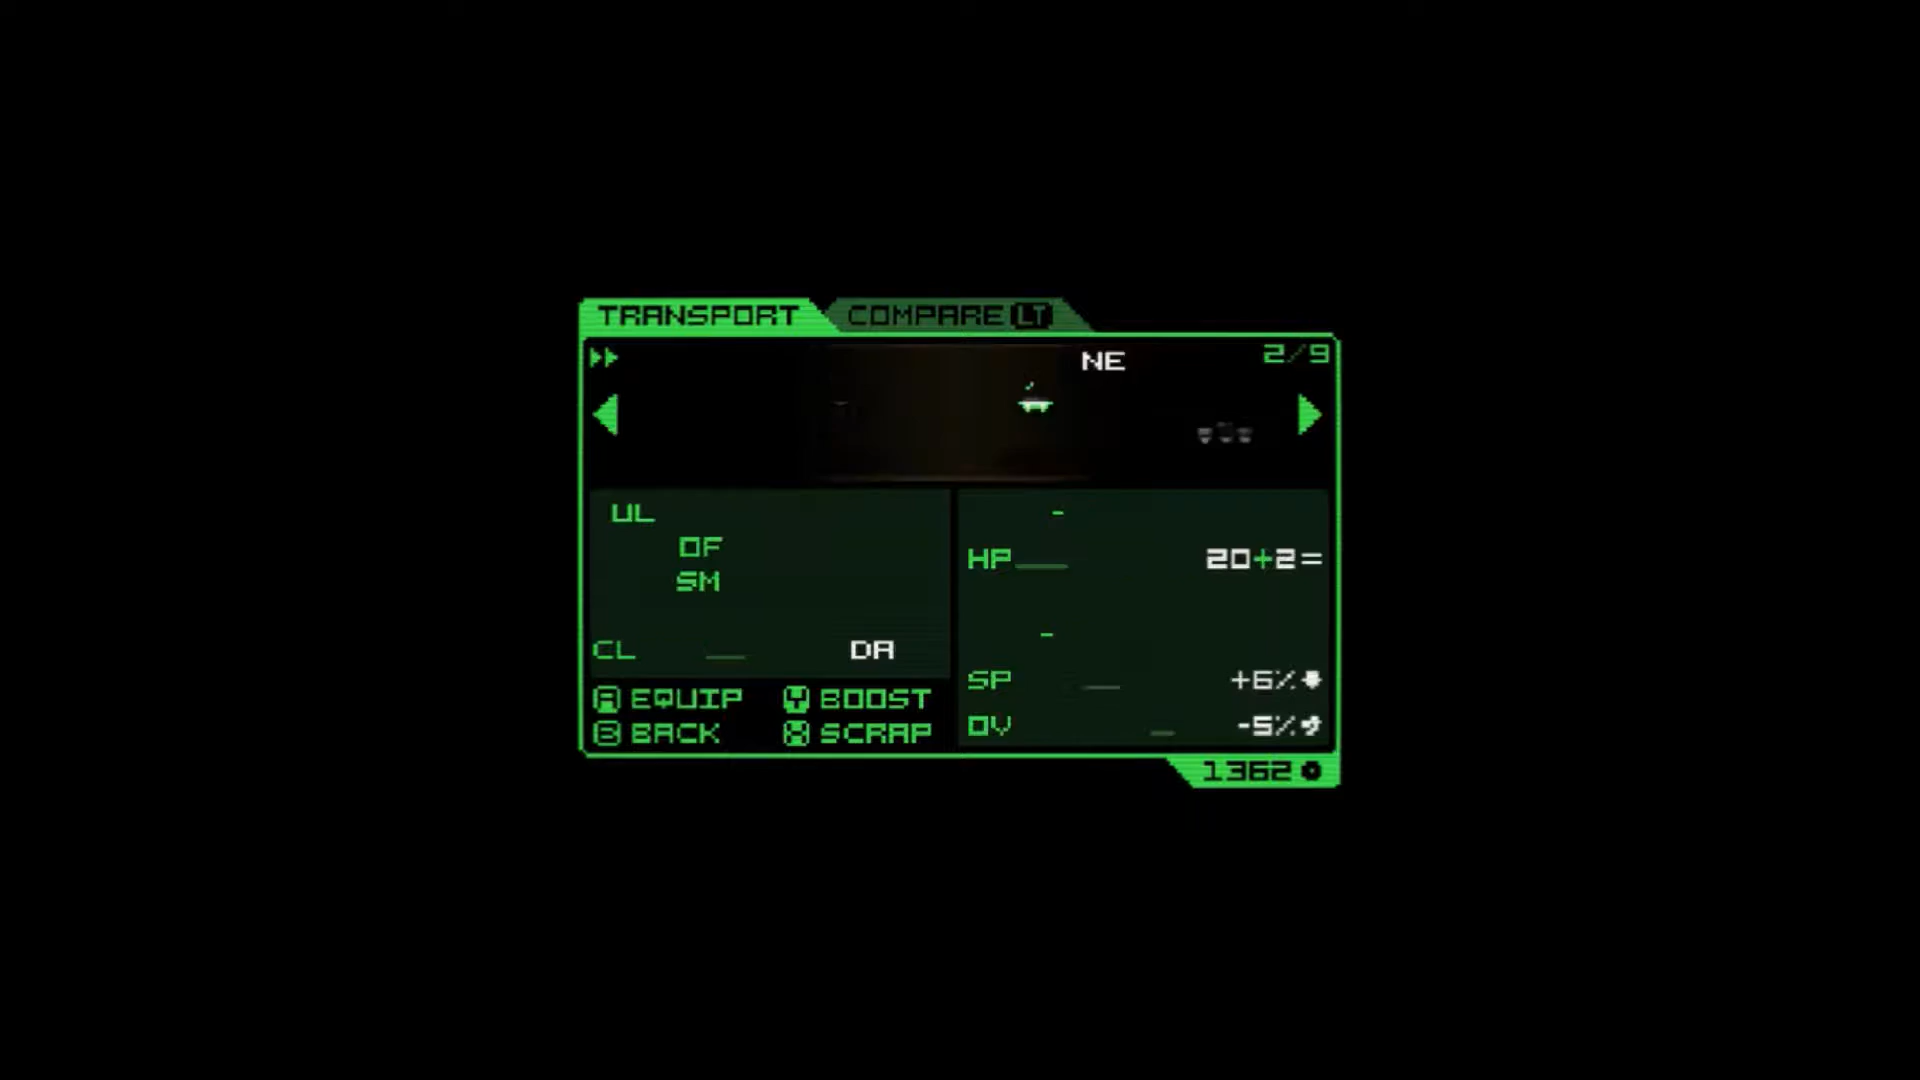 TRANSPORT COMPARE LT
NE 2/9
UL
OF
SM
CL DA
A EQUIP Y BOOST
B BACK X SCRAP
-
HP 20+2=
-
SP +6%
OV -5%
1362